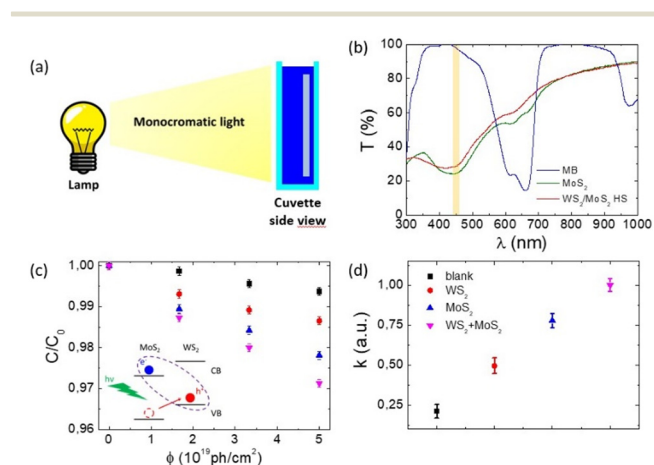 (a)
Monocromatic light
Lamp
Cuvette
side view
(b)
T (%)
100
80
60
40
20
0
300 400 500 600 700 800 900 1000
λ (nm)
MB
MoS2
WS2/MoS2 HS
(c)
C/C0
1,00
0,99
0,98
0,97
0,96
0 1 2 3 4 5
ϕ (10^19ph/cm^2)
MoS2 WS2
e-
CB
hν
h+
VB
(d)
blank
WS2
MoS2
WS2+MoS2
k (a.u.)
1,00
0,75
0,50
0,25